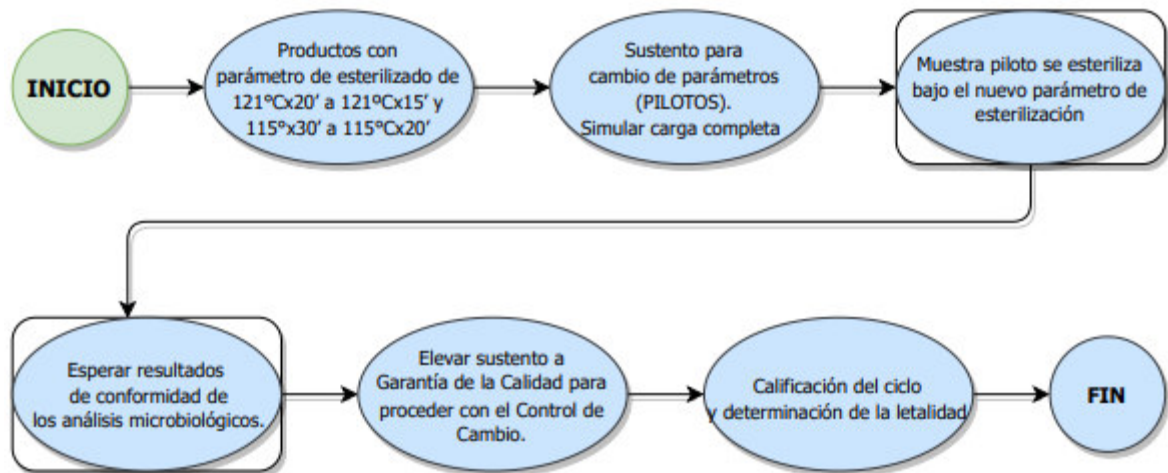 INICIO
Productos con
parámetro de esterilizado de
121°Cx20' a 121ºCx15' y
115°x30' a 115°Cx20'
Sustento para
cambio de parámetros
(PILOTOS).
Simular carga completa
Muestra piloto se esteriliza
bajo el nuevo parámetro de
esterilización
Esperar resultados
de conformidad de
los análisis microbiológicos.
Elevar sustento a
Garantía de la Calidad para
proceder con el Control de
Cambio.
Calificación del ciclo
y determinación de la letalidad
FIN